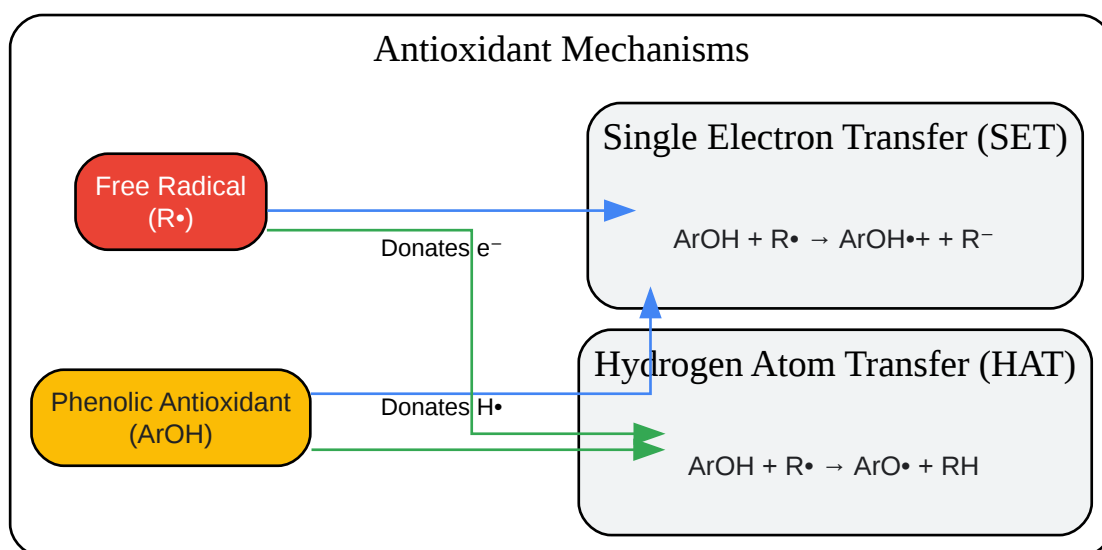 Antioxidant Mechanisms
Single Electron Transfer (SET)
Free Radical
(R•)
ArOH + R• → ArOH•+ + R⁻
Donates e⁻
Hydrogen Atom Transfer (HAT)
Phenolic Antioxidant
(ArOH)
Donates H•
ArOH + R• → ArO• + RH